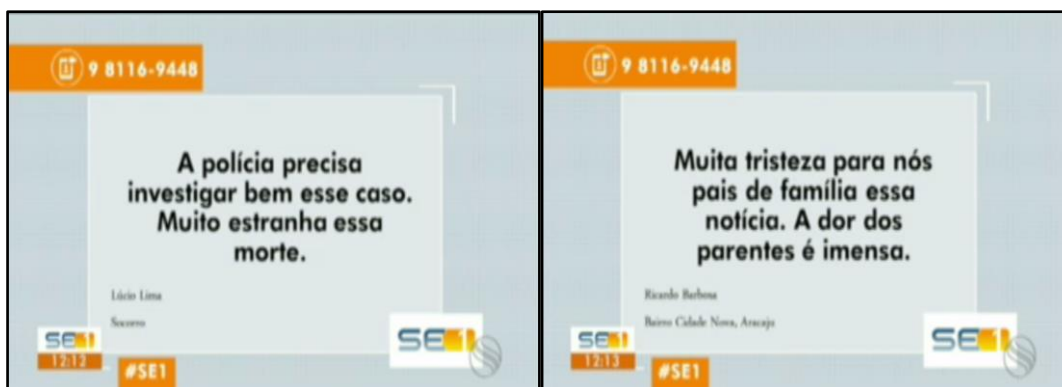 9 8116-9448
A polícia precisa
investigar bem esse caso.
Muito estranha essa
morte.
Lúcio Lima
Socorro
SE1
12:13
#SE1
SE1
9 8116-9448
Muita tristeza para nós
pais de família essa
notícia. A dor dos
parentes é imensa.
Ricardo Barbosa
Bairro Cidade Nova, Aracaju
SE1
12:13
#SE1
SE1